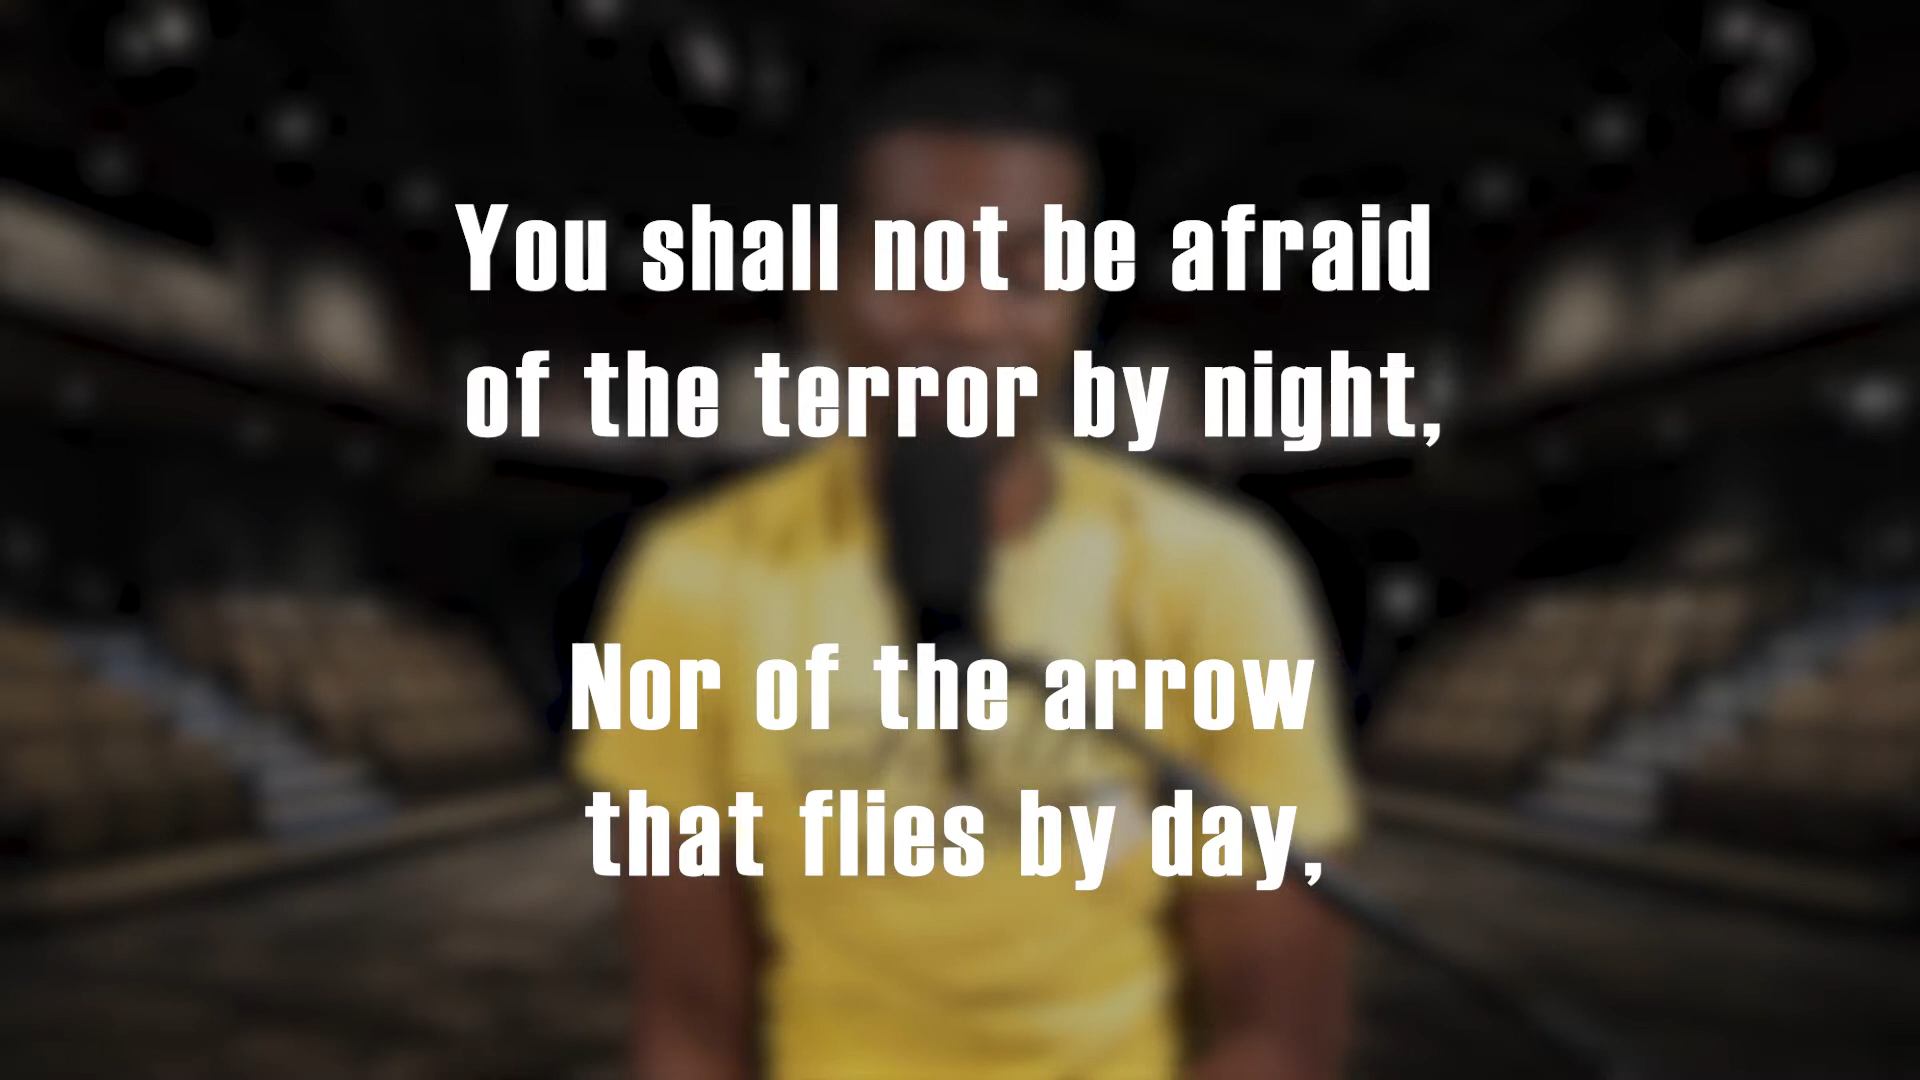 You shall not be afraid
of the terror by night,
Nor of the arrow
that flies by day,